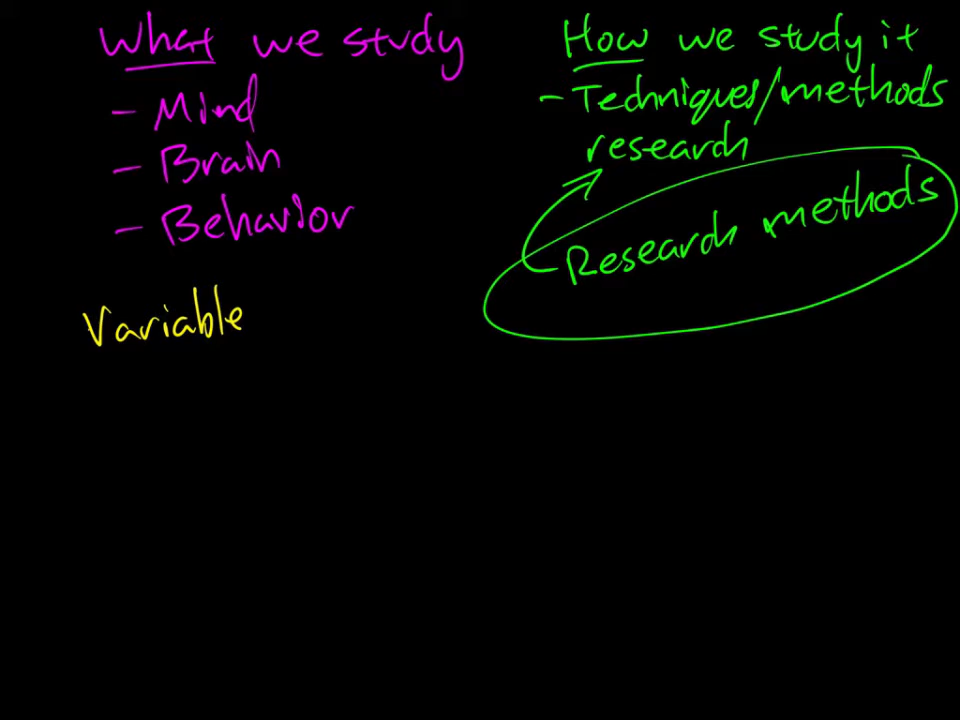 What we study
- Mind
- Brain
- Behavior
How we study it
- Techniques/methods
research
Research methods
Variable